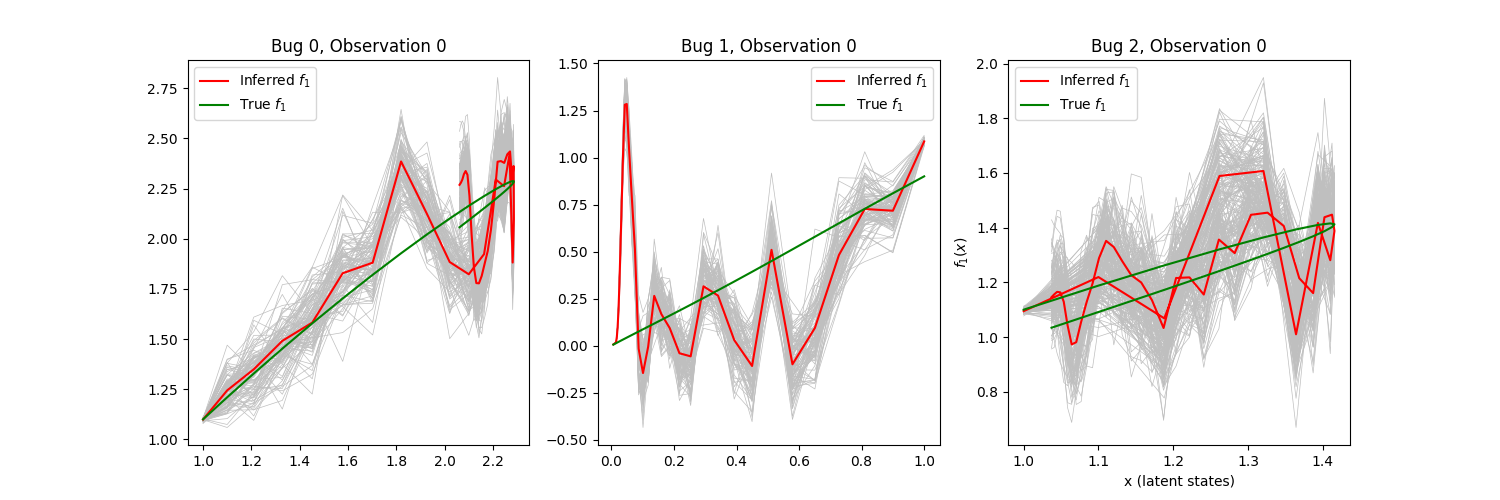 Bug 0, Observation 0
Inferred f₁
True f₁
2.75
2.50
2.25
2.00
1.75
1.50
1.25
1.00
1.0 1.2 1.4 1.6 1.8 2.0 2.2
Bug 1, Observation 0
Inferred f₁
True f₁
1.50
1.25
1.00
0.75
0.50
0.25
0.00
−0.25
−0.50
0.0 0.2 0.4 0.6 0.8 1.0
Bug 2, Observation 0
Inferred f₁
True f₁
f₁(x)
2.0
1.8
1.6
1.4
1.2
1.0
0.8
1.0 1.1 1.2 1.3 1.4
x (latent states)